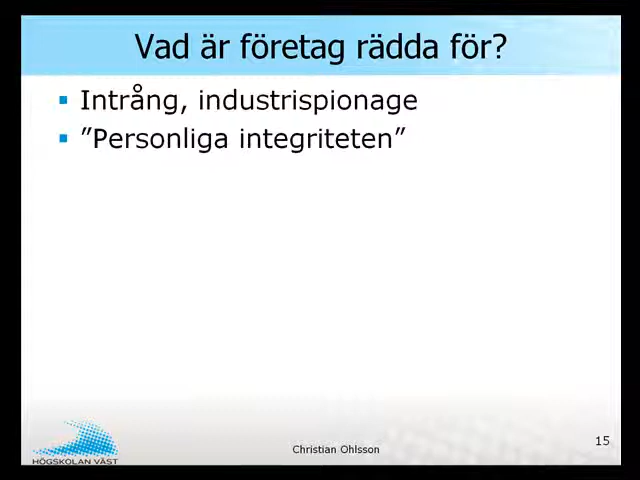 Vad är företag rädda för?
Intrång, industrispionage
”Personliga integriteten”
HÖGSKOLAN VÄST
Christian Ohlsson
15